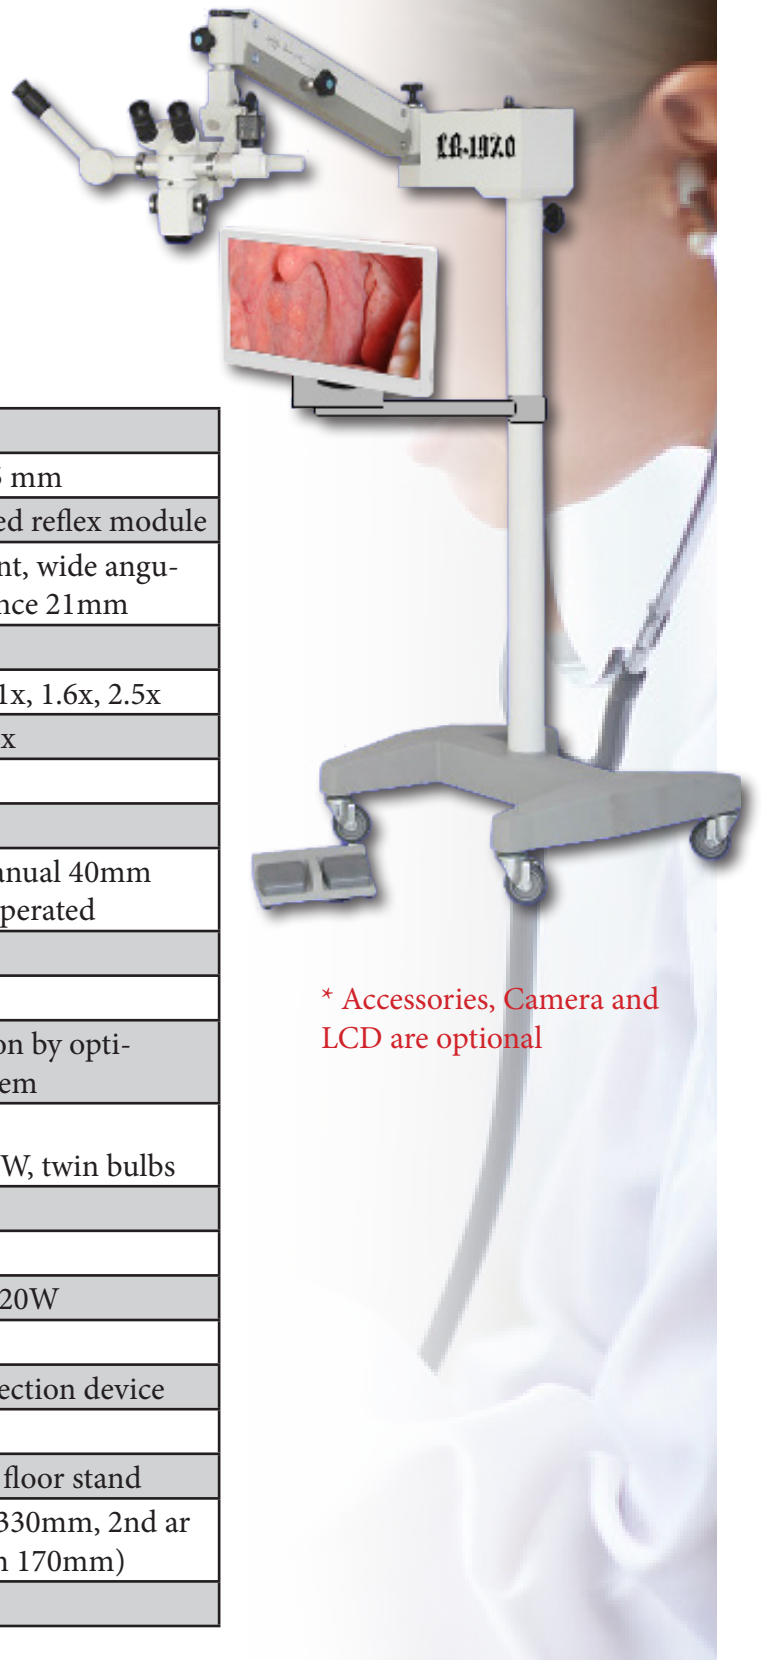 LB-1970
5 mm
ed reflex module
nt, wide angu-
nce 21mm
1x, 1.6x, 2.5x
x
anual 40mm
perated
on by opti-
em
W, twin bulbs
20W
ection device
floor stand
330mm, 2nd ar
n 170mm)
* Accessories, Camera and
LCD are optional